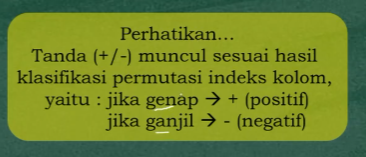 Perhatikan...
Tanda (+/-) muncul sesuai hasil
klasifikasi permutasi indeks kolom,
yaitu : jika genap → + (positif)
jika ganjil → - (negatif)